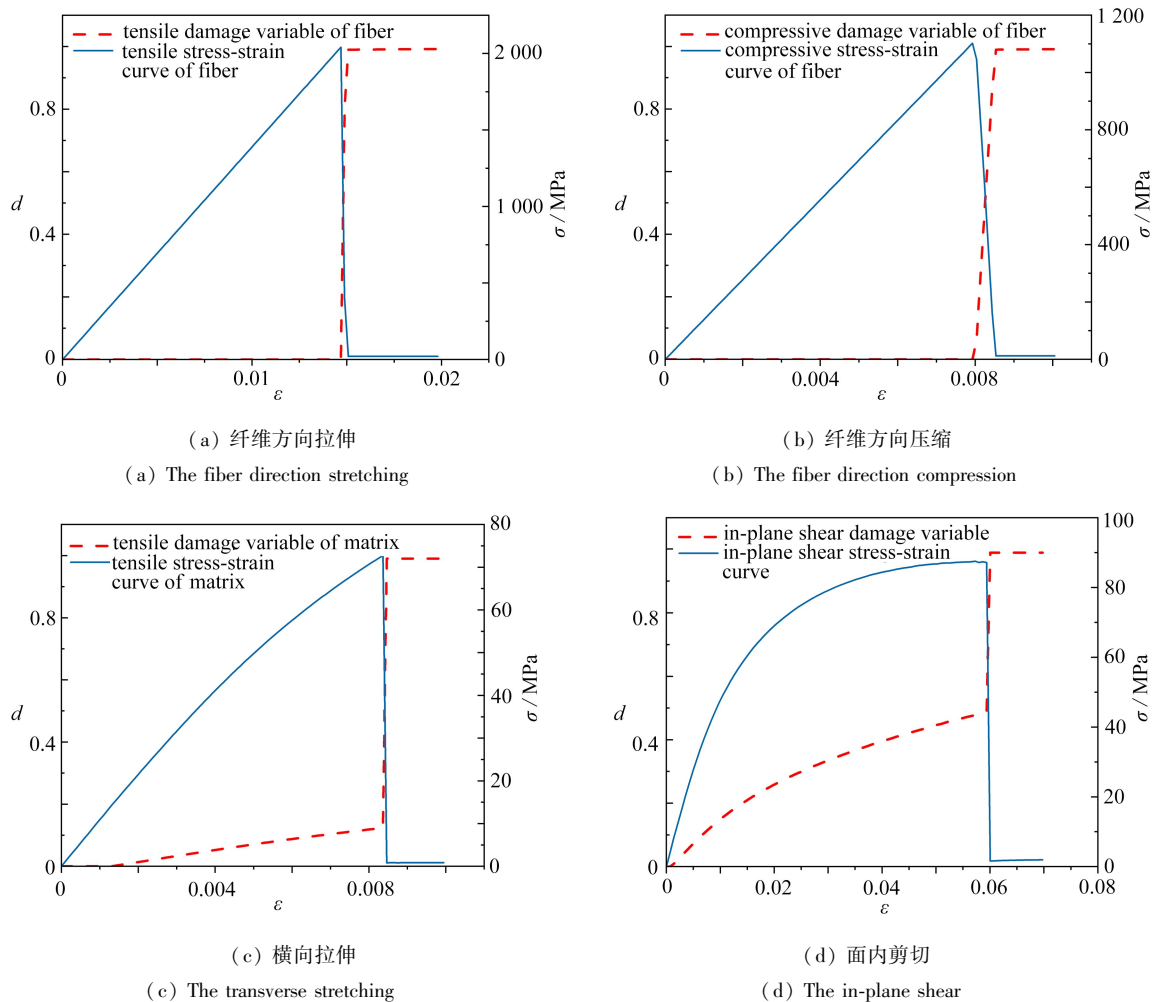 tensile damage variable of fiber
tensile stress-strain
curve of fiber
0.8
d
0.4
0
0
0.01
0.02
ε
2 000
1 000
0
σ/MPa
(a) 纤维方向拉伸
(a) The fiber direction stretching
compressive damage variable of fiber
compressive stress-strain
curve of fiber
0.8
d
0.4
0
0
0.004
0.008
ε
1 200
800
400
0
σ/MPa
(b) 纤维方向压缩
(b) The fiber direction compression
tensile damage variable of matrix
tensile stress-strain
curve of matrix
0.8
d
0.4
0
0
0.004
0.008
ε
80
60
40
20
0
σ/MPa
(c) 横向拉伸
(c) The transverse stretching
in-plane shear damage variable
in-plane shear stress-strain
curve
0.8
d
0.4
0
0
0.02
0.04
0.06
0.08
ε
100
80
60
40
20
0
σ/MPa
(d) 面内剪切
(d) The in-plane shear